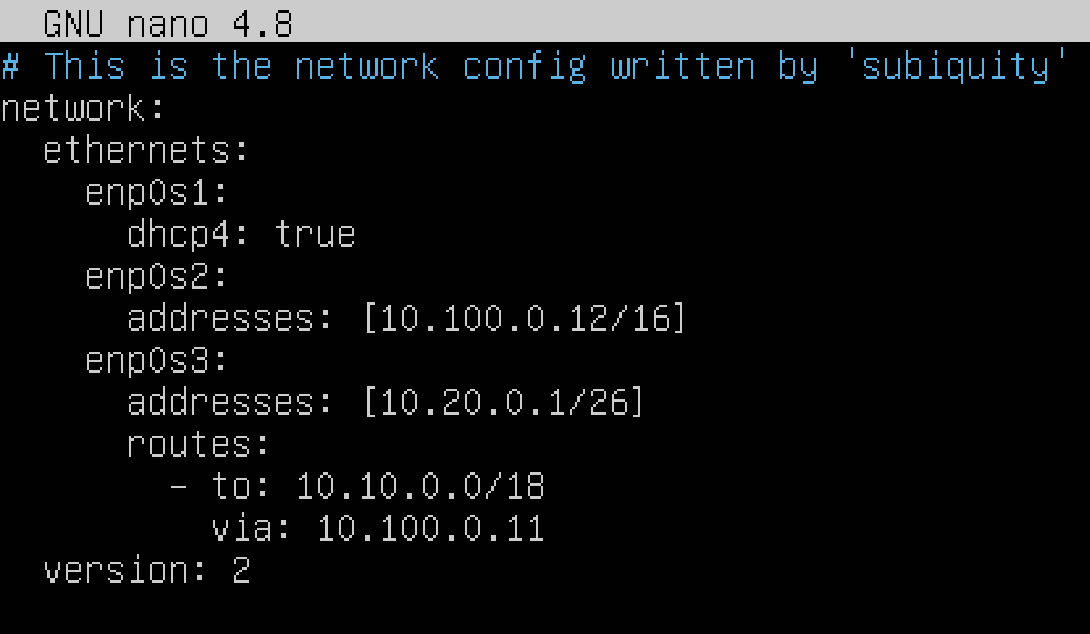 GNU nano 4.8
# This is the network config written by 'subiquity'
network:
  ethernets:
    enp0s1:
      dhcp4: true
    enp0s2:
      addresses: [10.100.0.12/16]
    enp0s3:
      addresses: [10.20.0.1/26]
      routes:
        - to: 10.10.0.0/18
          via: 10.100.0.11
  version: 2